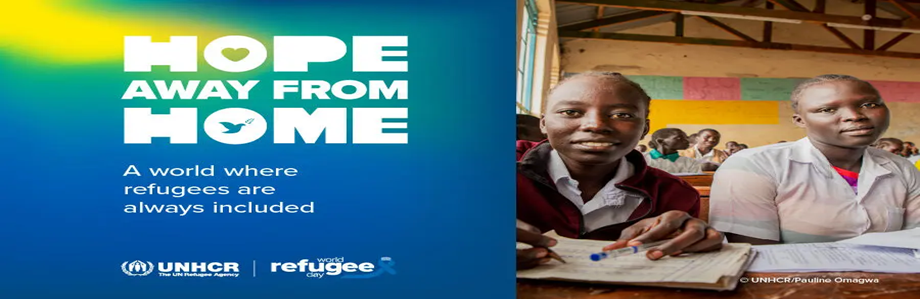 HOPE
AWAY FROM
HOME
A world where
refugees are
always included
UNHCR
The UN Refugee Agency
world
refugee
day
© UNHCR/Pauline Omagwa